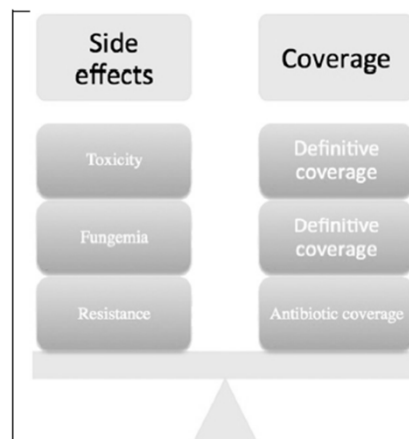 Side
effects
Coverage
Toxicity
Definitive
coverage
Fungemia
Definitive
coverage
Resistance
Antibiotic coverage